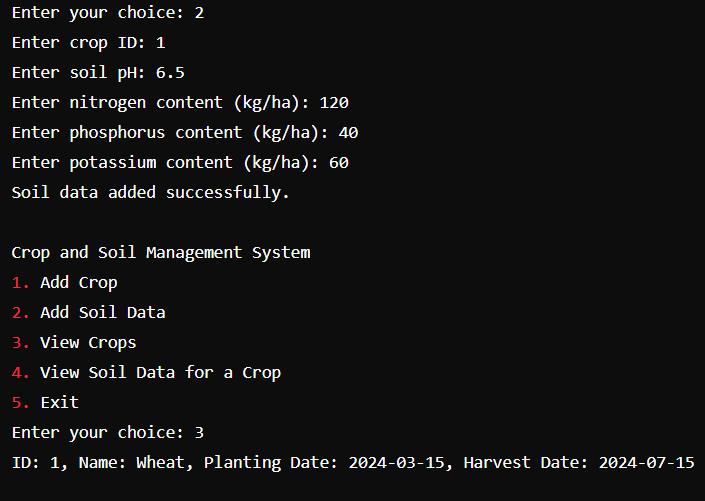 Enter your choice: 2
Enter crop ID: 1
Enter soil pH: 6.5
Enter nitrogen content (kg/ha): 120
Enter phosphorus content (kg/ha): 40
Enter potassium content (kg/ha): 60
Soil data added successfully.
Crop and Soil Management System
1. Add Crop
2. Add Soil Data
3. View Crops
4. View Soil Data for a Crop
5. Exit
Enter your choice: 3
ID: 1, Name: Wheat, Planting Date: 2024-03-15, Harvest Date: 2024-07-15